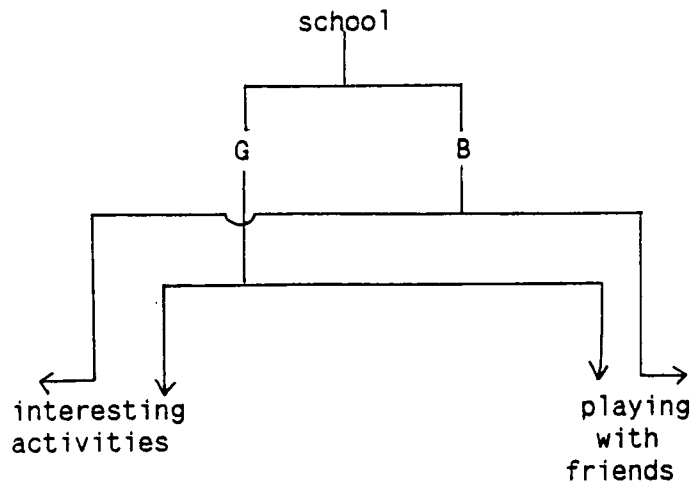 school
G B
interesting
activities
playing
with
friends